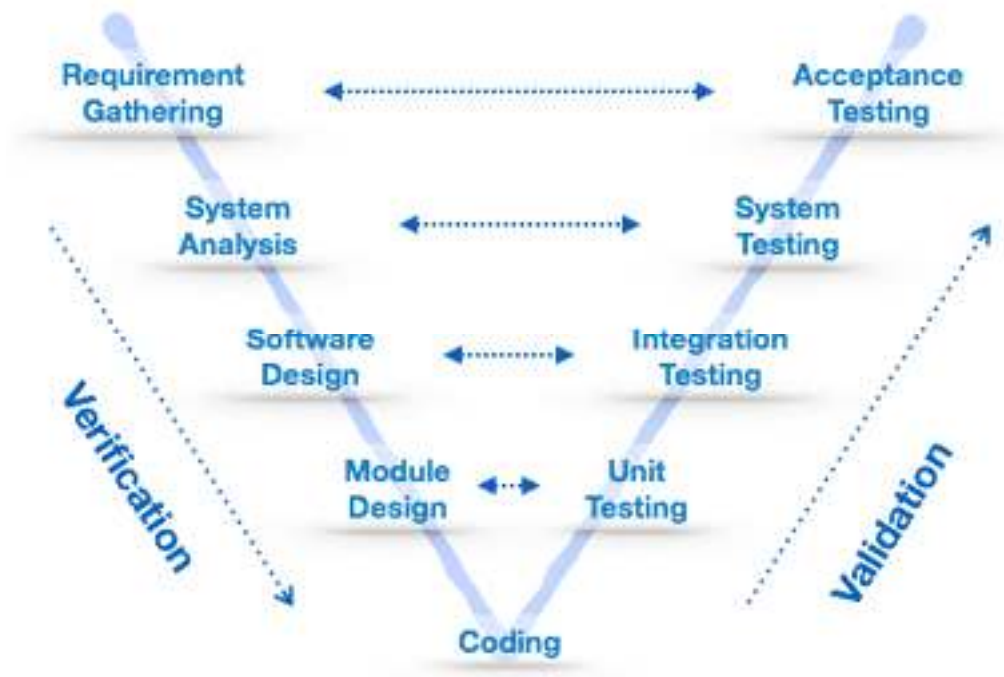 Requirement
Gathering
Acceptance
Testing
System
Analysis
System
Testing
Software
Design
Integration
Testing
Verification
Validation
Module
Design
Unit
Testing
Coding